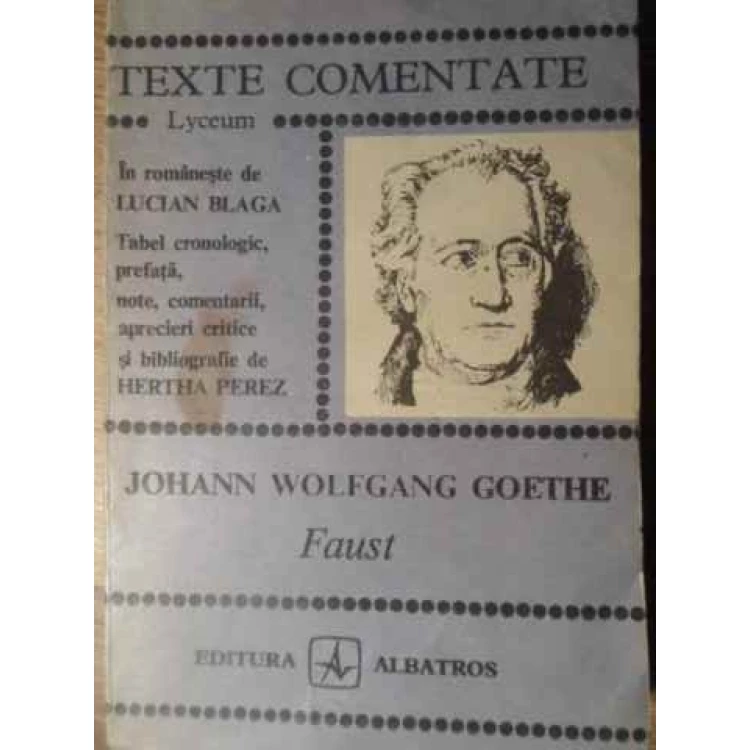 TEXTE COMENTATE
Lyceum
În românește de
LUCIAN BLAGA
Tabel cronologic,
prefață,
note, comentarii,
aprecieri critice
și bibliografie de
HERTHA PEREZ
JOHANN WOLFGANG GOETHE
Faust
EDITURA ALBATROS